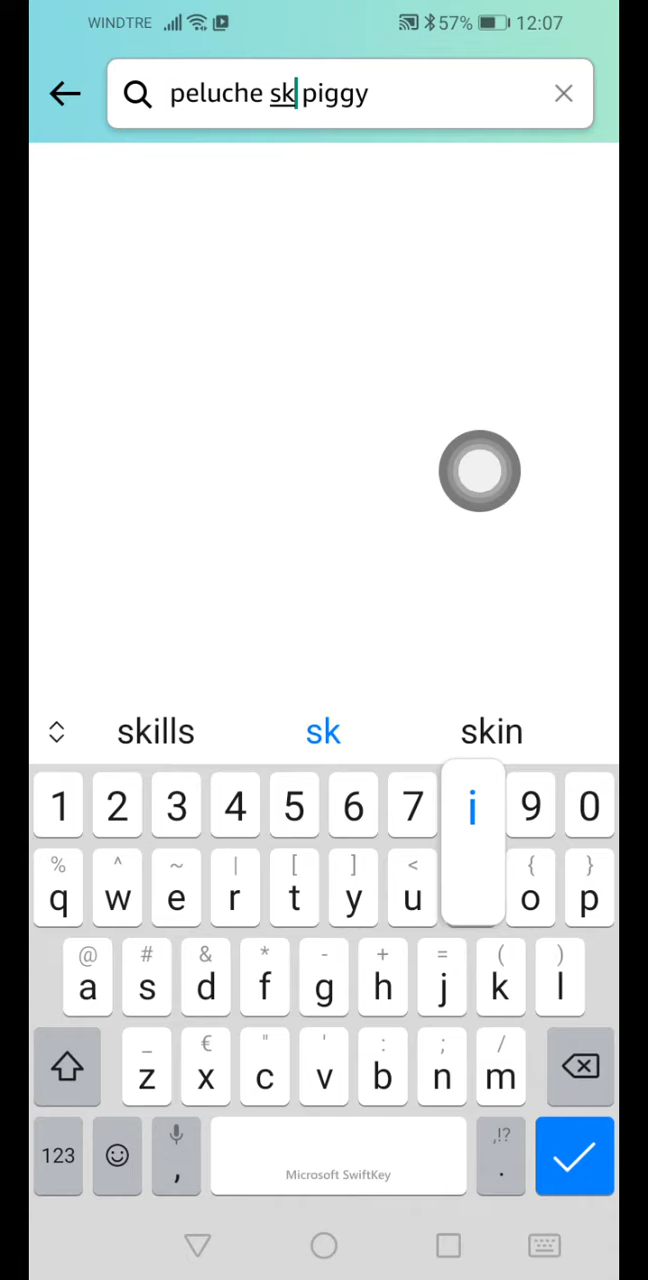 WINDTRE 57% 12:07
peluche sk piggy
skills sk skin
1 2 3 4 5 6 7 i 9 0
% ^ ~ | [ ] < { }
q w e r t y u o p
@ # & * - + = ( )
a s d f g h j k l
_ € " ' : ; /
z x c v b n m
,!?
123 , Microsoft SwiftKey .